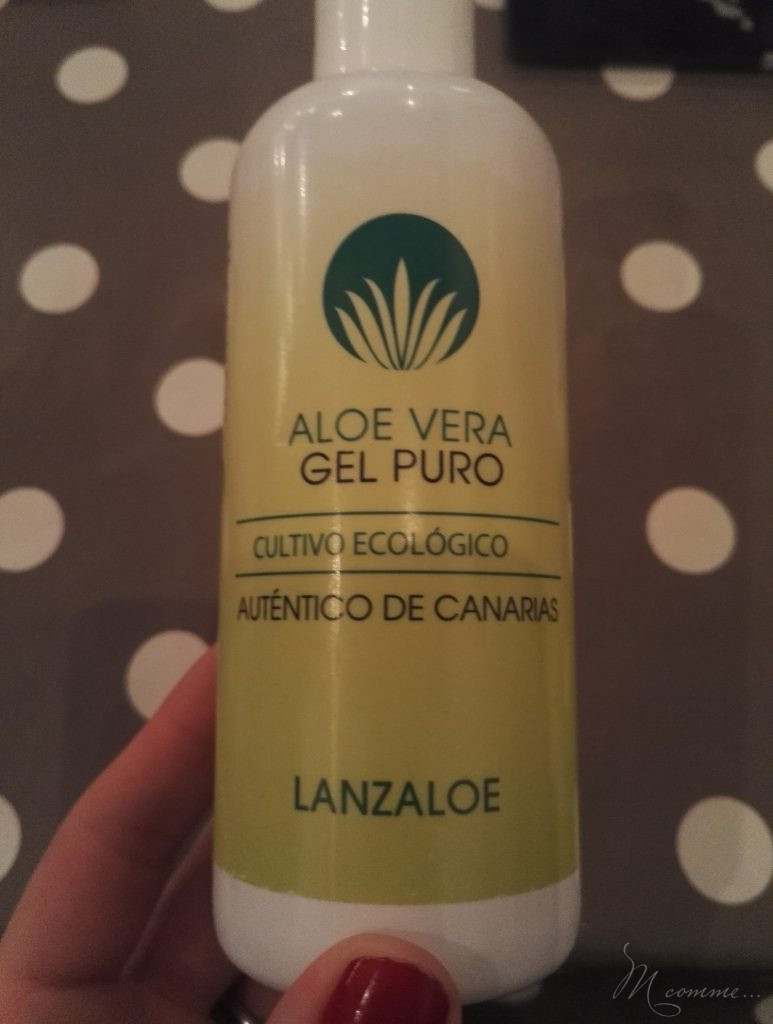 ALOE VERA
GEL PURO
CULTIVO ECOLÓGICO
AUTÉNTICO DE CANARIAS
LANZALOE
M comme...